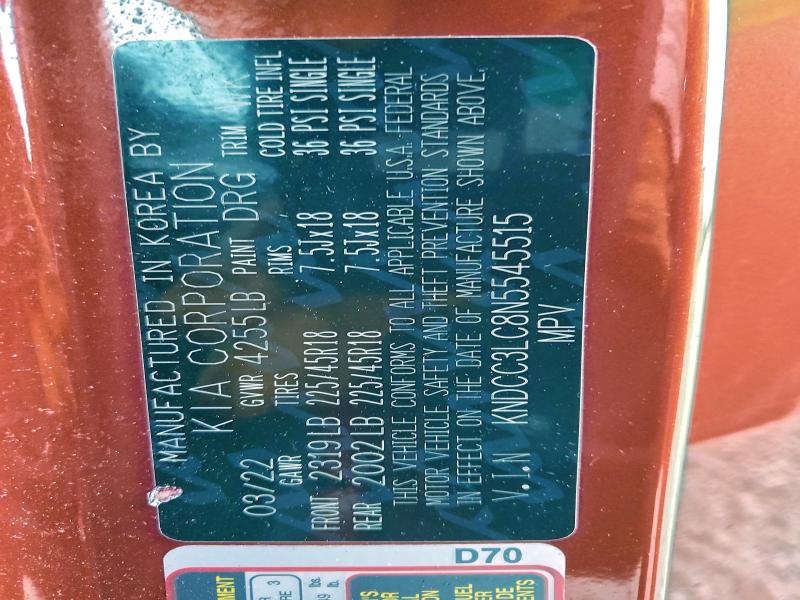 MANUFACTURED IN KOREA BY
KIA CORPORATION
03/22 GVWR 4255LB PAINT DRG TRIM WK
GAWR TIRES RIMS COLD TIRE INFL
FRONT 2319LB 225/45R18 7.5Jx18 36 PSI SINGLE
REAR 2002LB 225/45R18 7.5Jx18 36 PSI SINGLE
THIS VEHICLE CONFORMS TO ALL APPLICABLE U.S.A. FEDERAL
MOTOR VEHICLE SAFETY AND THEFT PREVENTION STANDARDS
IN EFFECT ON THE DATE OF MANUFACTURE SHOWN ABOVE.
V.I.N KNDCC3LC8N5545515
MPV
D70